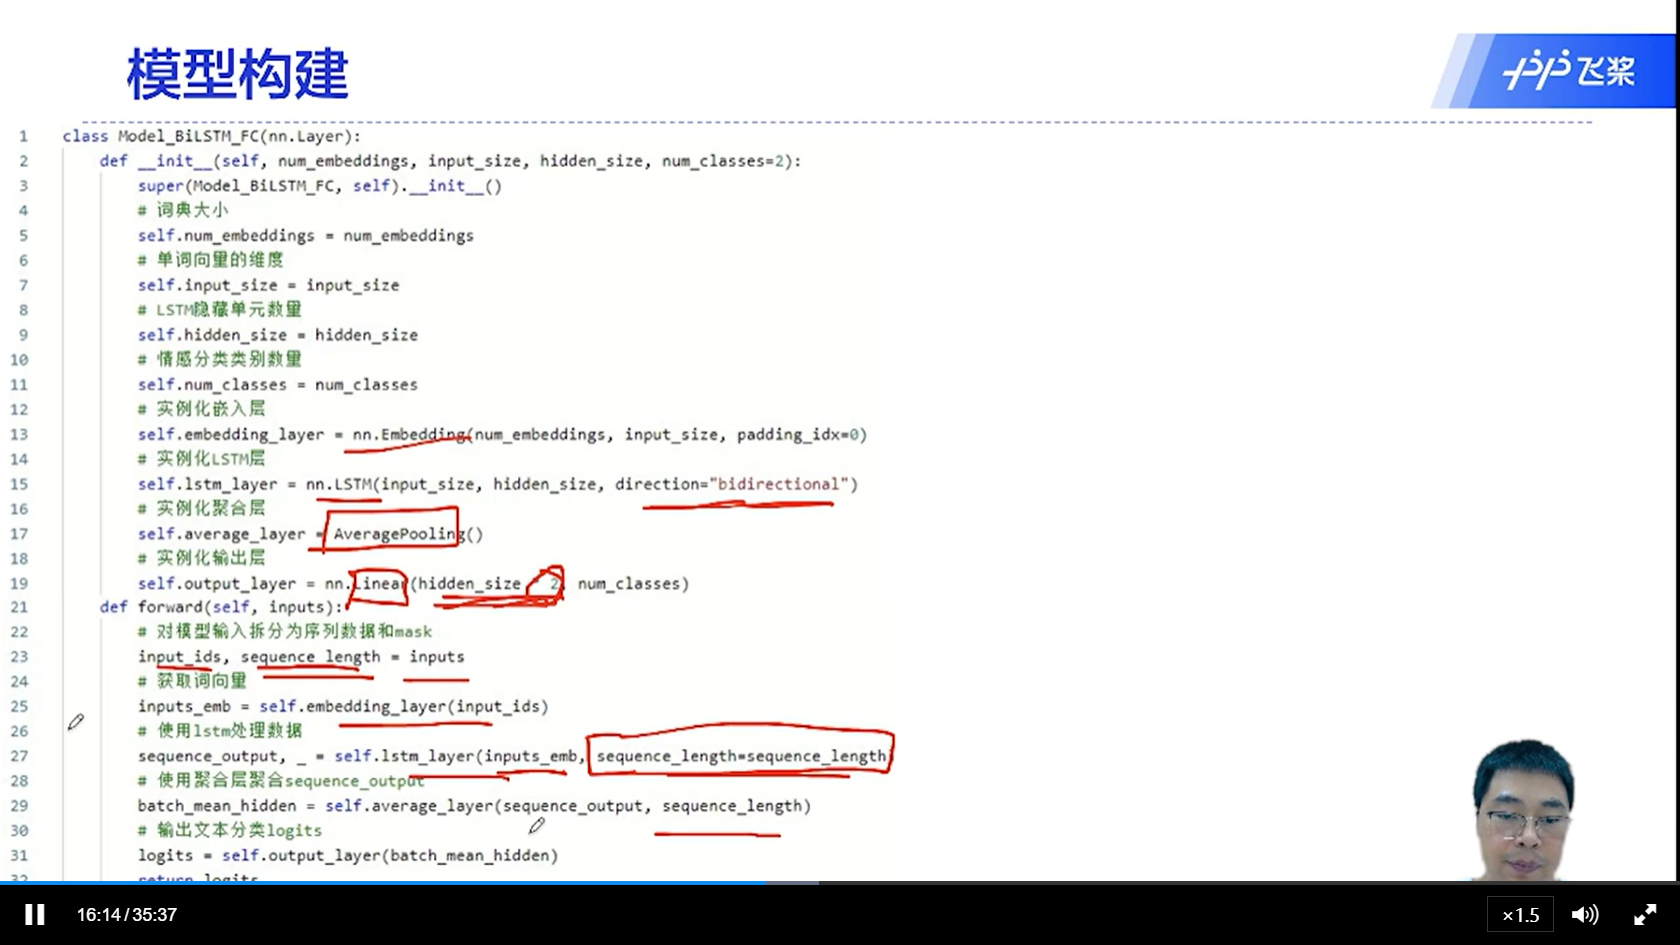 模型构建
飞桨
1 class Model_BiLSTM_FC(nn.Layer):
2 def __init__(self, num_embeddings, input_size, hidden_size, num_classes=2):
3 super(Model_BiLSTM_FC, self).__init__()
4 # 词典大小
5 self.num_embeddings = num_embeddings
6 # 单词向量的维度
7 self.input_size = input_size
8 # LSTM隐藏单元数量
9 self.hidden_size = hidden_size
10 # 情感分类类别数量
11 self.num_classes = num_classes
12 # 实例化嵌入层
13 self.embedding_layer = nn.Embedding(num_embeddings, input_size, padding_idx=0)
14 # 实例化LSTM层
15 self.lstm_layer = nn.LSTM(input_size, hidden_size, direction="bidirectional")
16 # 实例化聚合层
17 self.average_layer = AveragePooling()
18 # 实例化输出层
19 self.output_layer = nn.Linear(hidden_size 2, num_classes)
21 def forward(self, inputs):
22 # 对模型输入拆分为序列数据和mask
23 input_ids, sequence_length = inputs
24 # 获取词向量
25 inputs_emb = self.embedding_layer(input_ids)
26 # 使用lstm处理数据
27 sequence_output, _ = self.lstm_layer(inputs_emb, sequence_length=sequence_length
28 # 使用聚合层聚合sequence_output
29 batch_mean_hidden = self.average_layer(sequence_output, sequence_length)
30 # 输出文本分类logits
31 logits = self.output_layer(batch_mean_hidden)
32 return logits
16:14/35:37
×1.5